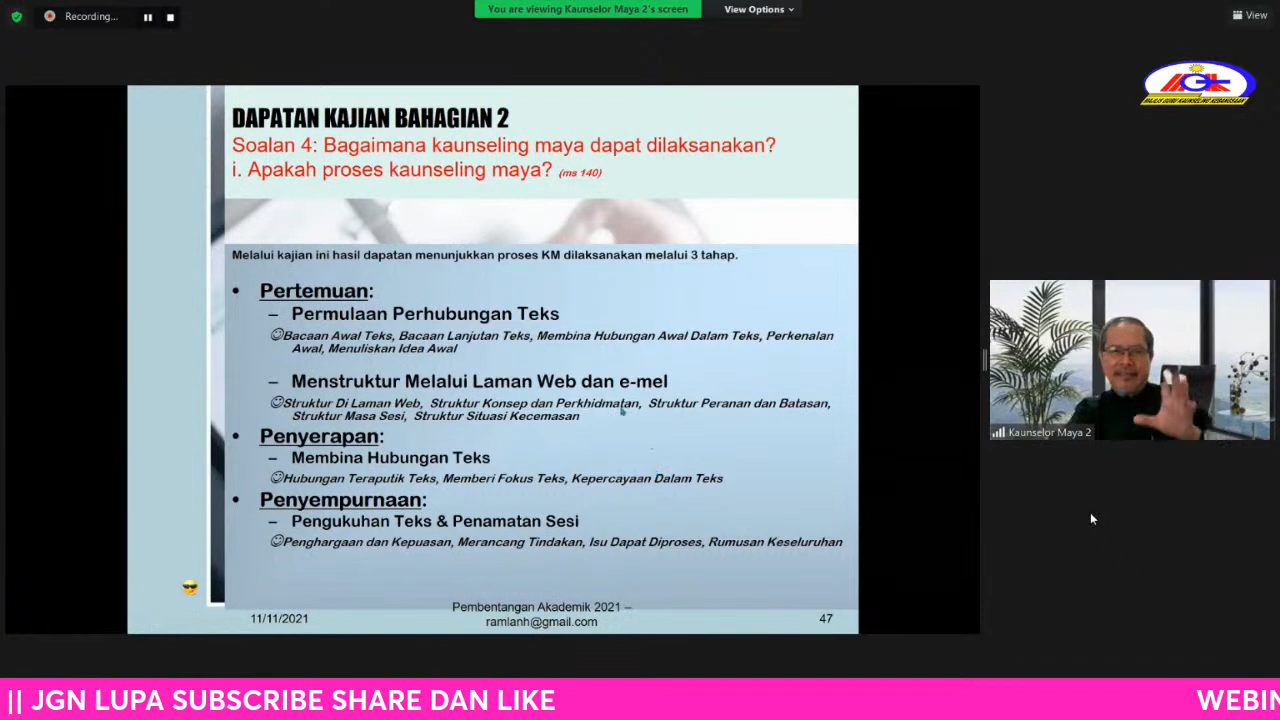 Recording...
You are viewing Kaunselor Maya 2's screen
View Options
View
MAJLIS GURU KAUNSELING KEBANGSAAN
DAPATAN KAJIAN BAHAGIAN 2
Soalan 4: Bagaimana kaunseling maya dapat dilaksanakan?
i. Apakah proses kaunseling maya? (ms 140)
Melalui kajian ini hasil dapatan menunjukkan proses KM dilaksanakan melalui 3 tahap.
• Pertemuan:
– Permulaan Perhubungan Teks
☺Bacaan Awal Teks, Bacaan Lanjutan Teks, Membina Hubungan Awal Dalam Teks, Perkenalan
Awal, Menuliskan Idea Awal
– Menstruktur Melalui Laman Web dan e-mel
☺Struktur Di Laman Web, Struktur Konsep dan Perkhidmatan, Struktur Peranan dan Batasan,
Struktur Masa Sesi, Struktur Situasi Kecemasan
• Penyerapan:
– Membina Hubungan Teks
☺Hubungan Teraputik Teks, Memberi Fokus Teks, Kepercayaan Dalam Teks
• Penyempurnaan:
– Pengukuhan Teks & Penamatan Sesi
☺Penghargaan dan Kepuasan, Merancang Tindakan, Isu Dapat Diproses, Rumusan Keseluruhan
11/11/2021
Pembentangan Akademik 2021 –
ramlanh@gmail.com
47
Kaunselor Maya 2
|| JGN LUPA SUBSCRIBE SHARE DAN LIKE
WEBIN